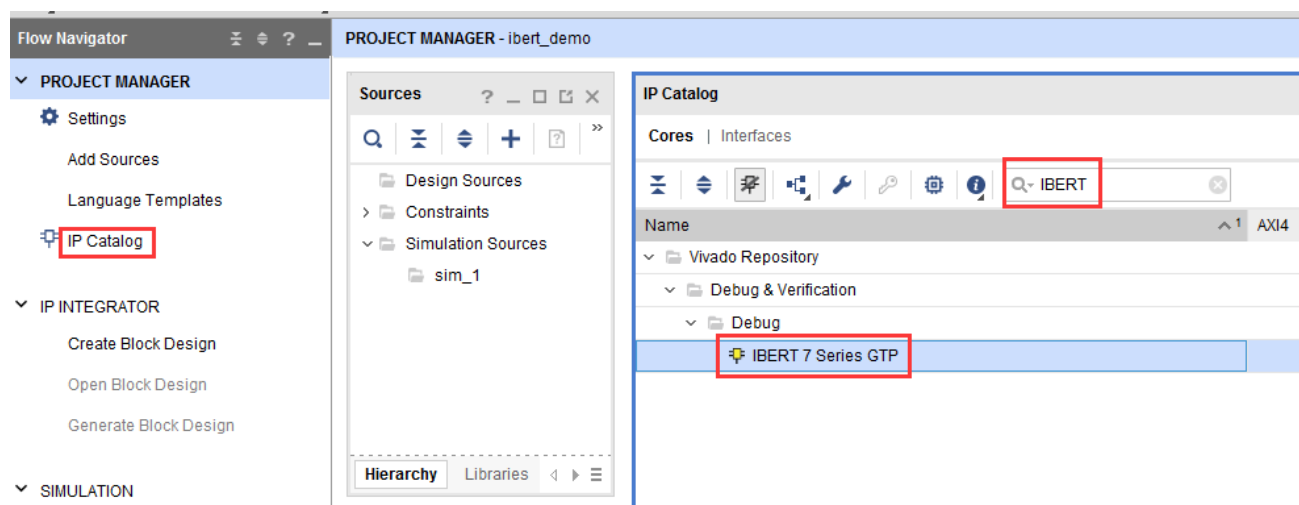 Flow Navigator
PROJECT MANAGER
Settings
Add Sources
Language Templates
IP Catalog
IP INTEGRATOR
Create Block Design
Open Block Design
Generate Block Design
SIMULATION
PROJECT MANAGER - ibert_demo
Sources
Design Sources
Constraints
Simulation Sources
sim_1
Hierarchy Libraries
IP Catalog
Cores | Interfaces
IBERT
Name 1 AXI4
Vivado Repository
Debug & Verification
Debug
IBERT 7 Series GTP